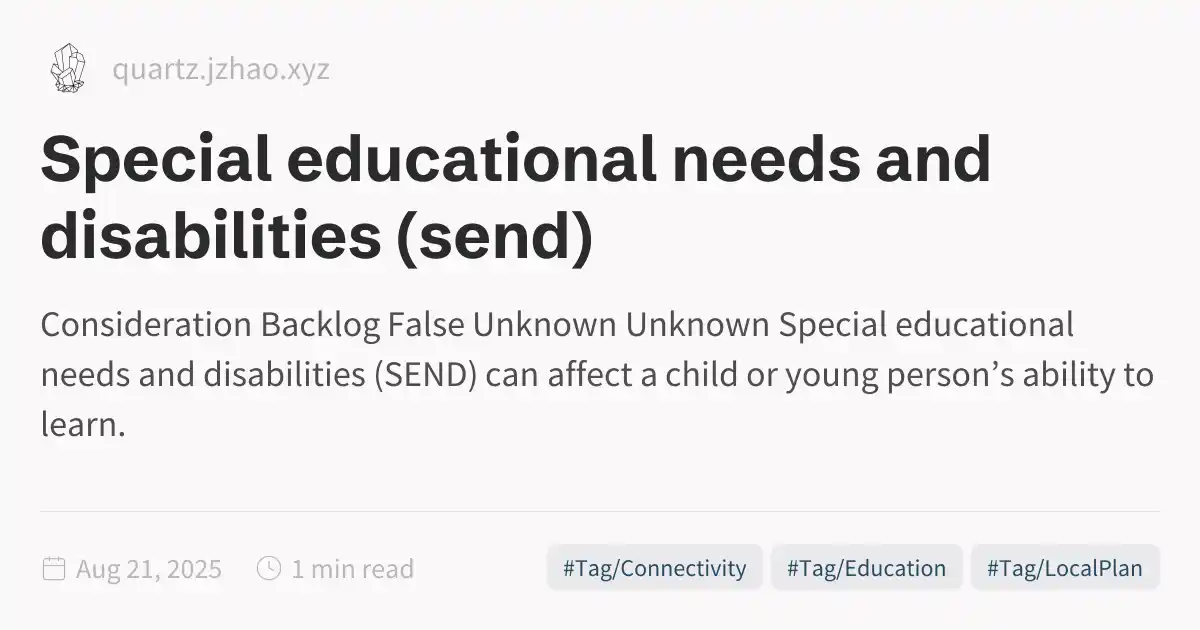 quartz.jzhao.xyz
Special educational needs and
disabilities (send)
Consideration Backlog False Unknown Unknown Special educational
needs and disabilities (SEND) can affect a child or young person’s ability to
learn.
Aug 21, 2025 1 min read #Tag/Connectivity #Tag/Education #Tag/LocalPlan